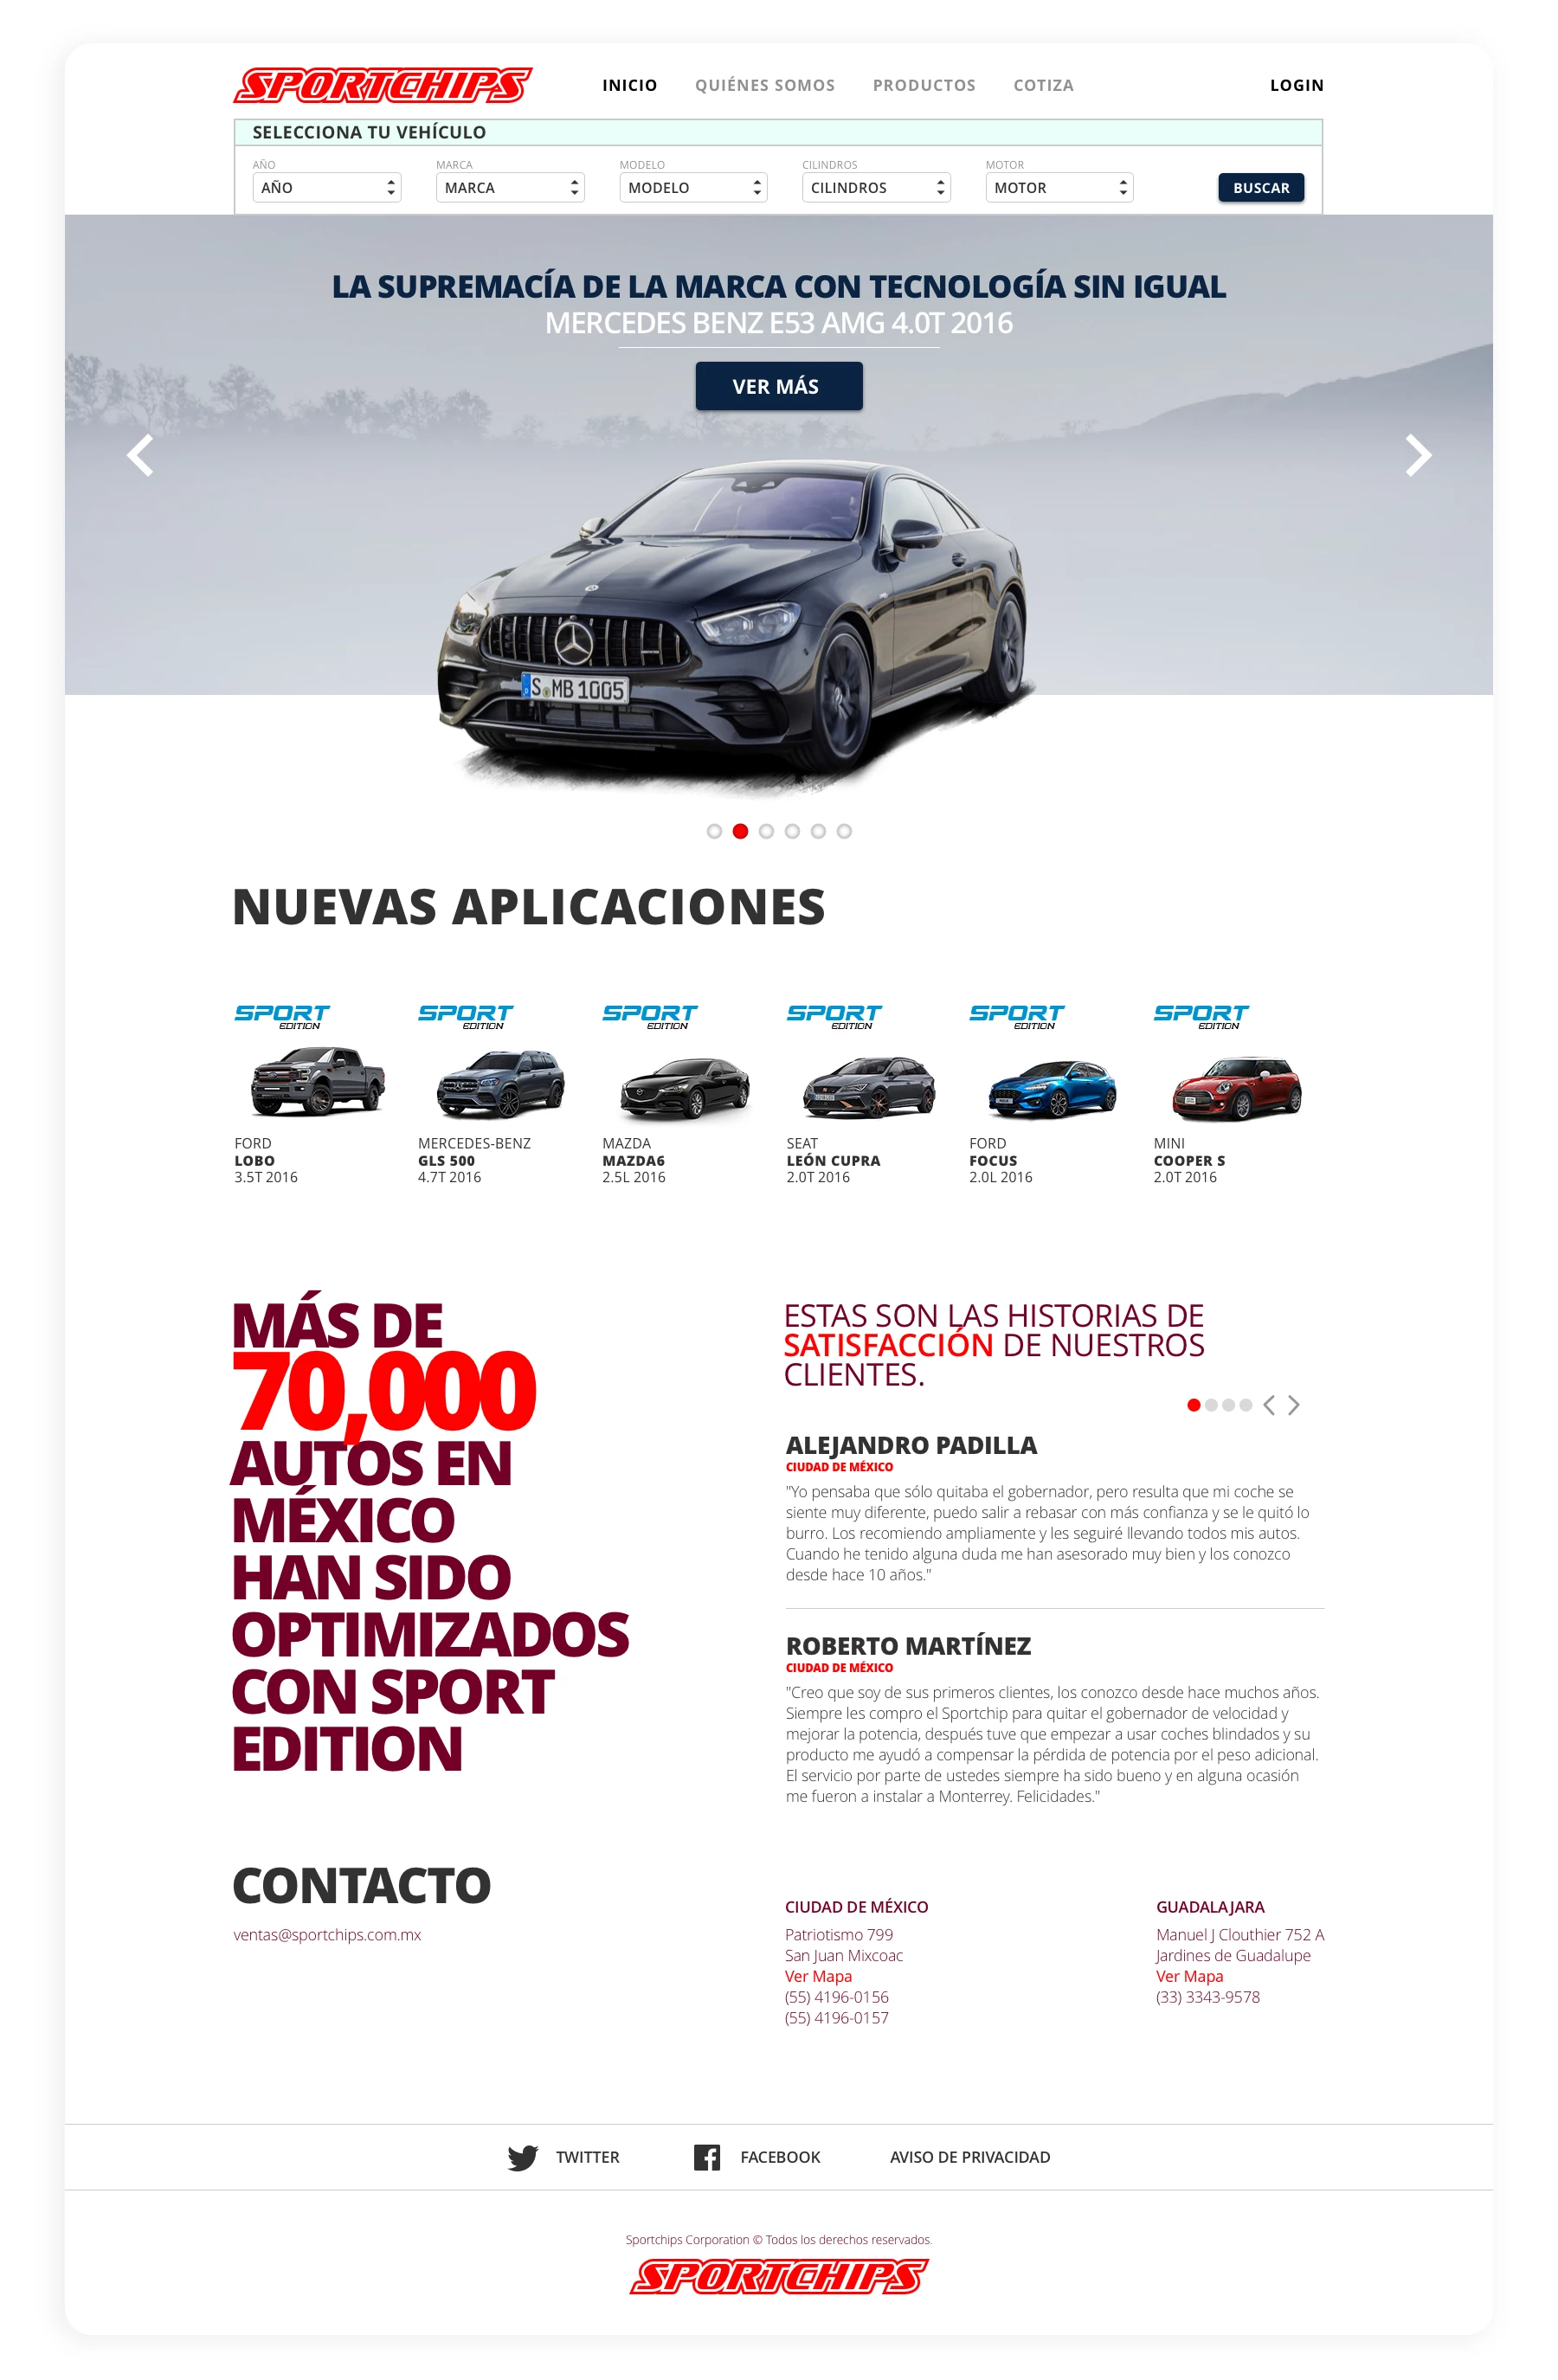 SPORTCHIPS
INICIO
QUIÉNES SOMOS
PRODUCTOS
COTIZA
LOGIN
SELECCIONA TU VEHÍCULO
AÑO
MARCA
MODELO
CILINDROS
MOTOR
AÑO
MARCA
MODELO
CILINDROS
MOTOR
BUSCAR
LA SUPREMACÍA DE LA MARCA CON TECNOLOGÍA SIN IGUAL
MERCEDES BENZ E53 AMG 4.0T 2016
VER MÁS
S MB 1005
NUEVAS APLICACIONES
SPORT
EDITION
FORD
LOBO
3.5T 2016
SPORT
EDITION
MERCEDES-BENZ
GLS 500
4.7T 2016
SPORT
EDITION
MAZDA
MAZDA6
2.5L 2016
SPORT
EDITION
SEAT
LEÓN CUPRA
2.0T 2016
SPORT
EDITION
FORD
FOCUS
2.0L 2016
SPORT
EDITION
MINI
COOPER S
2.0T 2016
MÁS DE
70,000
AUTOS EN
MÉXICO
HAN SIDO
OPTIMIZADOS
CON SPORT
EDITION
ESTAS SON LAS HISTORIAS DE
SATISFACCIÓN DE NUESTROS
CLIENTES.
ALEJANDRO PADILLA
CIUDAD DE MÉXICO
"Yo pensaba que sólo quitaba el gobernador, pero resulta que mi coche se
siente muy diferente, puedo salir a rebasar con más confianza y se le quitó lo
burro. Los recomiendo ampliamente y les seguiré llevando todos mis autos.
Cuando he tenido alguna duda me han asesorado muy bien y los conozco
desde hace 10 años."
ROBERTO MARTÍNEZ
CIUDAD DE MÉXICO
"Creo que soy de sus primeros clientes, los conozco desde hace muchos años.
Siempre les compro el Sportchip para quitar el gobernador de velocidad y
mejorar la potencia, después tuve que empezar a usar coches blindados y su
producto me ayudó a compensar la pérdida de potencia por el peso adicional.
El servicio por parte de ustedes siempre ha sido bueno y en alguna ocasión
me fueron a instalar a Monterrey. Felicidades."
CONTACTO
ventas@sportchips.com.mx
CIUDAD DE MÉXICO
Patriotismo 799
San Juan Mixcoac
Ver Mapa
(55) 4196-0156
(55) 4196-0157
GUADALAJARA
Manuel J Clouthier 752 A
Jardines de Guadalupe
Ver Mapa
(33) 3343-9578
TWITTER
FACEBOOK
AVISO DE PRIVACIDAD
Sportchips Corporation © Todos los derechos reservados.
SPORTCHIPS